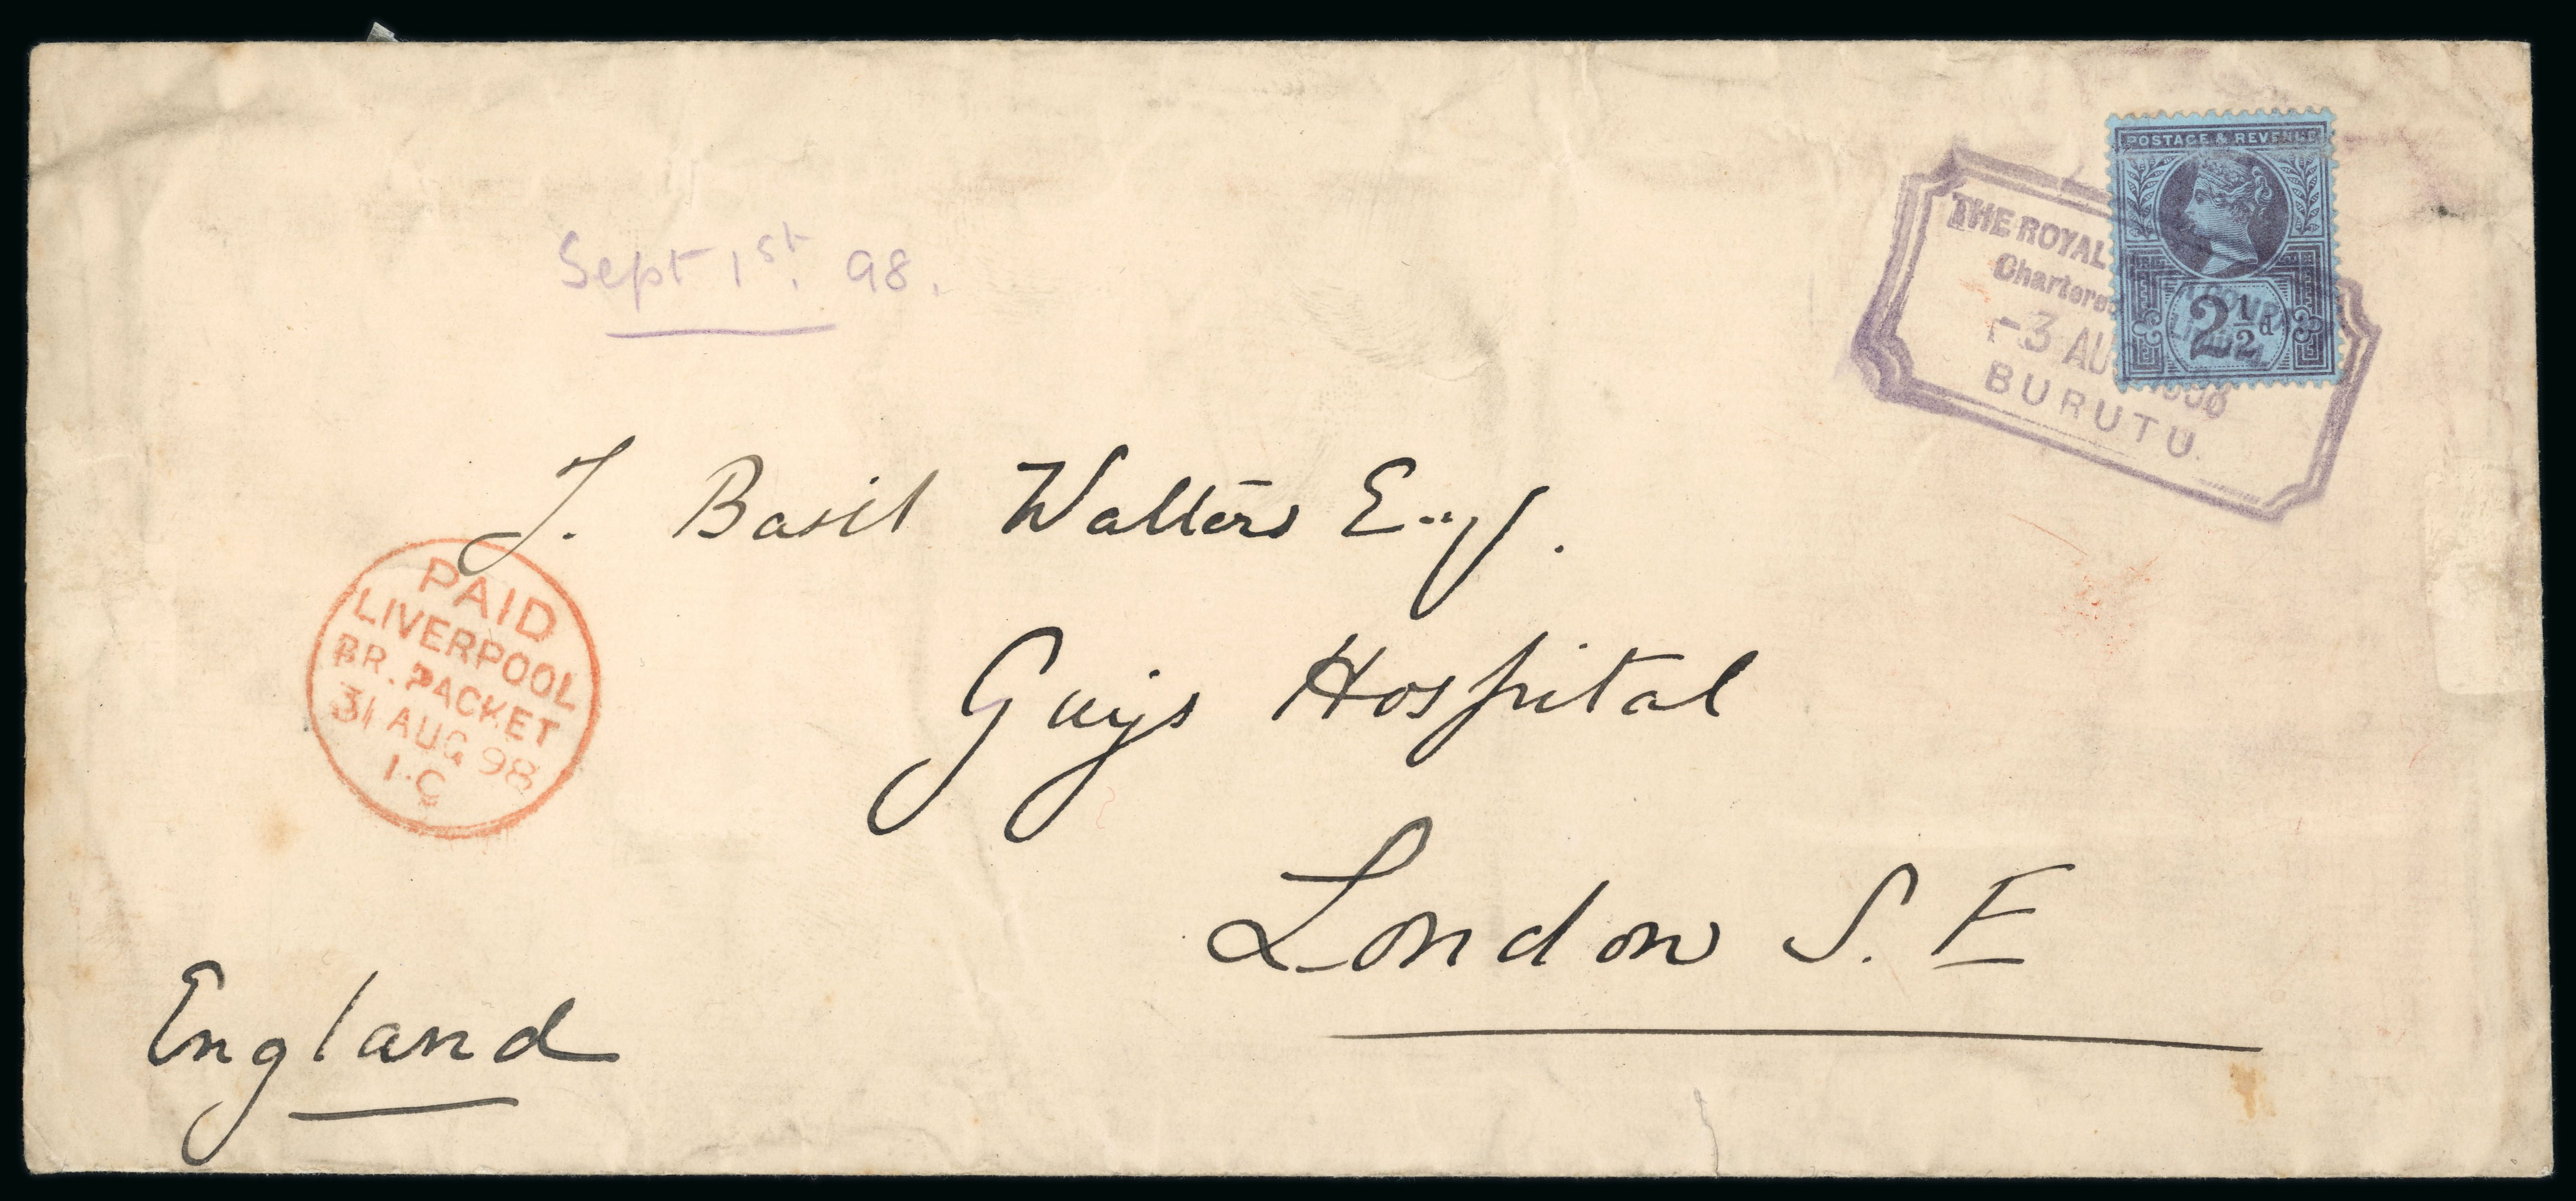 Sept 1st. 98.
POSTAGE & REVENUE
2½d
THE ROYAL
Chartered
-3 AU
BURUTU.
J. Basil Walters Esq.
Guys Hospital
London S.E
England
PAID
LIVERPOOL
BR. PACKET
31 AUG 98
1·C